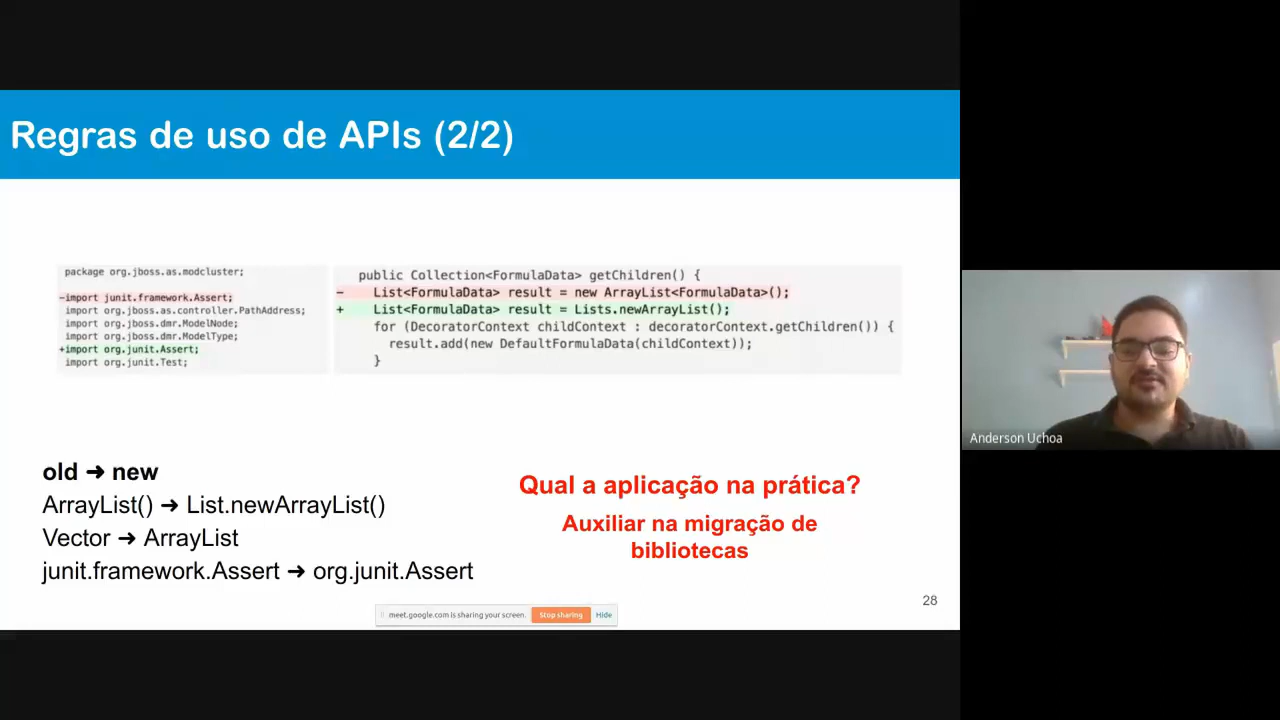 Regras de uso de APIs (2/2)
package org.jboss.as.modcluster;
-import junit.framework.Assert;
import org.jboss.as.controller.PathAddress;
import org.jboss.dmr.ModelNode;
import org.jboss.dmr.ModelType;
+import org.junit.Assert;
import org.junit.Test;
public Collection<FormulaData> getChildren() {
- List<FormulaData> result = new ArrayList<FormulaData>();
+ List<FormulaData> result = Lists.newArrayList();
for (DecoratorContext childContext : decoratorContext.getChildren()) {
result.add(new DefaultFormulaData(childContext));
}
old ➜ new
ArrayList() ➜ List.newArrayList()
Vector ➜ ArrayList
junit.framework.Assert ➜ org.junit.Assert
Qual a aplicação na prática?
Auxiliar na migração de
bibliotecas
28
meet.google.com is sharing your screen. Stop sharing Hide
Anderson Uchoa